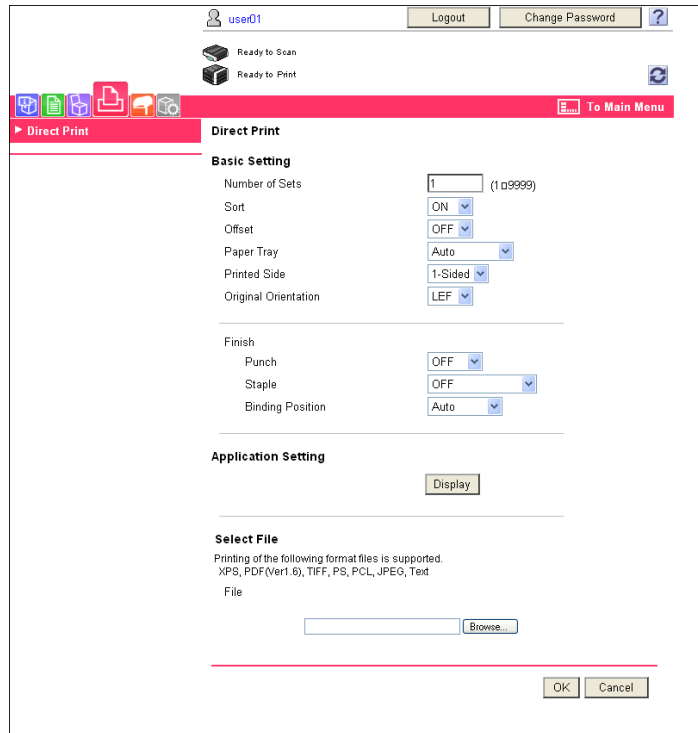 user01 Logout Change Password ?
Ready to Scan
Ready to Print
To Main Menu
Direct Print
Direct Print
Basic Setting
Number of Sets 1 (1□9999)
Sort ON
Offset OFF
Paper Tray Auto
Printed Side 1-Sided
Original Orientation LEF
Finish
Punch OFF
Staple OFF
Binding Position Auto
Application Setting
Display
Select File
Printing of the following format files is supported.
XPS, PDF(Ver1.6), TIFF, PS, PCL, JPEG, Text
File
Browse...
OK Cancel